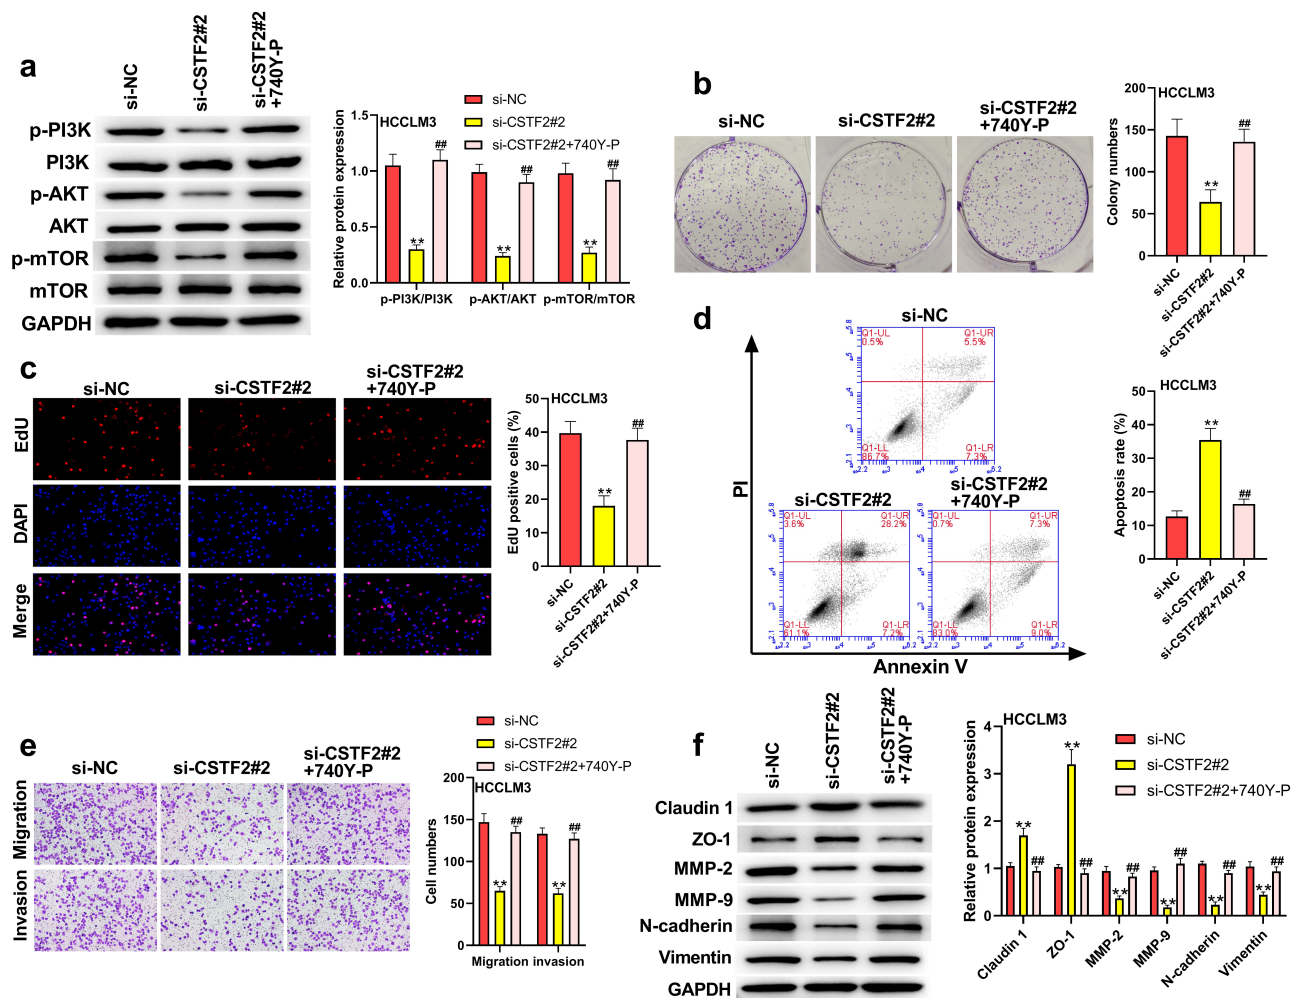 a
si-NC
si-CSTF2#2
si-CSTF2#2
+740Y-P
p-PI3K
PI3K
p-AKT
AKT
p-mTOR
mTOR
GAPDH
si-NC
si-CSTF2#2
si-CSTF2#2+740Y-P
HCCLM3
Relative protein expression
1.5
1.0
0.5
0.0
**
##
**
##
**
##
p-PI3K/PI3K
p-AKT/AKT
p-mTOR/mTOR
b
si-NC
si-CSTF2#2
si-CSTF2#2
+740Y-P
HCCLM3
Colony numbers
200
150
100
50
0
**
##
si-NC
si-CSTF2#2
si-CSTF2#2+740Y-P
c
si-NC
si-CSTF2#2
si-CSTF2#2
+740Y-P
EdU
DAPI
Merge
HCCLM3
EdU positive cells (%)
50
40
30
20
10
0
**
##
si-NC
si-CSTF2#2
si-CSTF2#2+740Y-P
d
si-NC
Q1-UL
0.5%
Q1-UR
5.5%
Q1-LL
86.7%
Q1-LR
7.3%
si-CSTF2#2
Q1-UL
3.6%
Q1-UR
28.2%
Q1-LL
61.1%
Q1-LR
7.2%
si-CSTF2#2
+740Y-P
Q1-UL
0.7%
Q1-UR
7.3%
Q1-LL
83.0%
Q1-LR
9.0%
PI
Annexin V
HCCLM3
Apoptosis rate (%)
50
40
30
20
10
0
**
##
si-NC
si-CSTF2#2
si-CSTF2#2+740Y-P
e
si-NC
si-CSTF2#2
si-CSTF2#2
+740Y-P
Migration
Invasion
si-NC
si-CSTF2#2
si-CSTF2#2+740Y-P
HCCLM3
Cell numbers
200
150
100
50
0
**
##
**
##
Migration
invasion
f
si-NC
si-CSTF2#2
si-CSTF2#2
+740Y-P
Claudin 1
ZO-1
MMP-2
MMP-9
N-cadherin
Vimentin
GAPDH
HCCLM3
si-NC
si-CSTF2#2
si-CSTF2#2+740Y-P
Relative protein expression
4
3
2
1
0
**
##
**
##
**
##
**
##
**
##
**
##
Claudin 1
ZO-1
MMP-2
MMP-9
N-cadherin
Vimentin